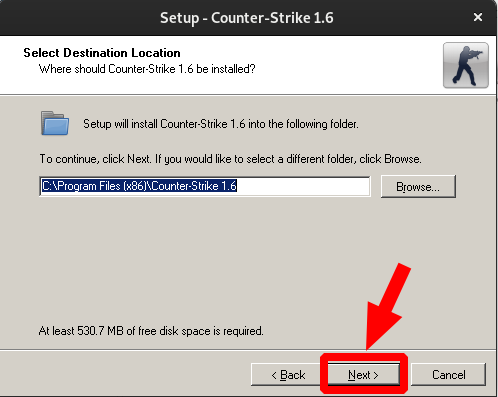 Setup - Counter-Strike 1.6
×
Select Destination Location
Where should Counter-Strike 1.6 be installed?
Setup will install Counter-Strike 1.6 into the following folder.
To continue, click Next. If you would like to select a different folder, click Browse.
C:\Program Files (x86)\Counter-Strike 1.6
Browse...
At least 530.7 MB of free disk space is required.
< Back
Next >
Cancel